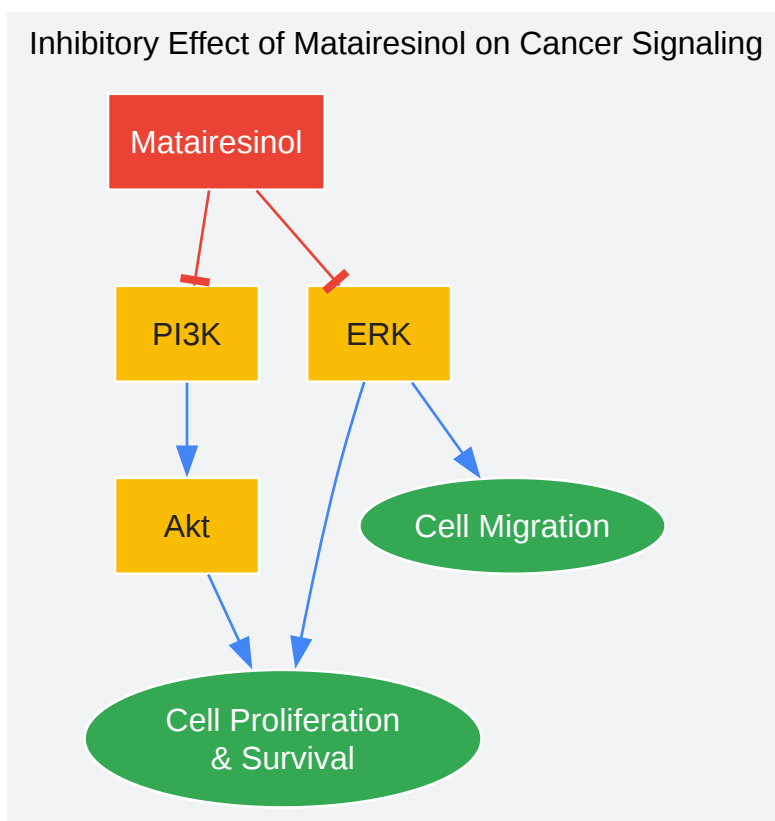 Inhibitory Effect of Matairesinol on Cancer Signaling
Matairesinol
PI3K
ERK
Akt
Cell Migration
Cell Proliferation
& Survival